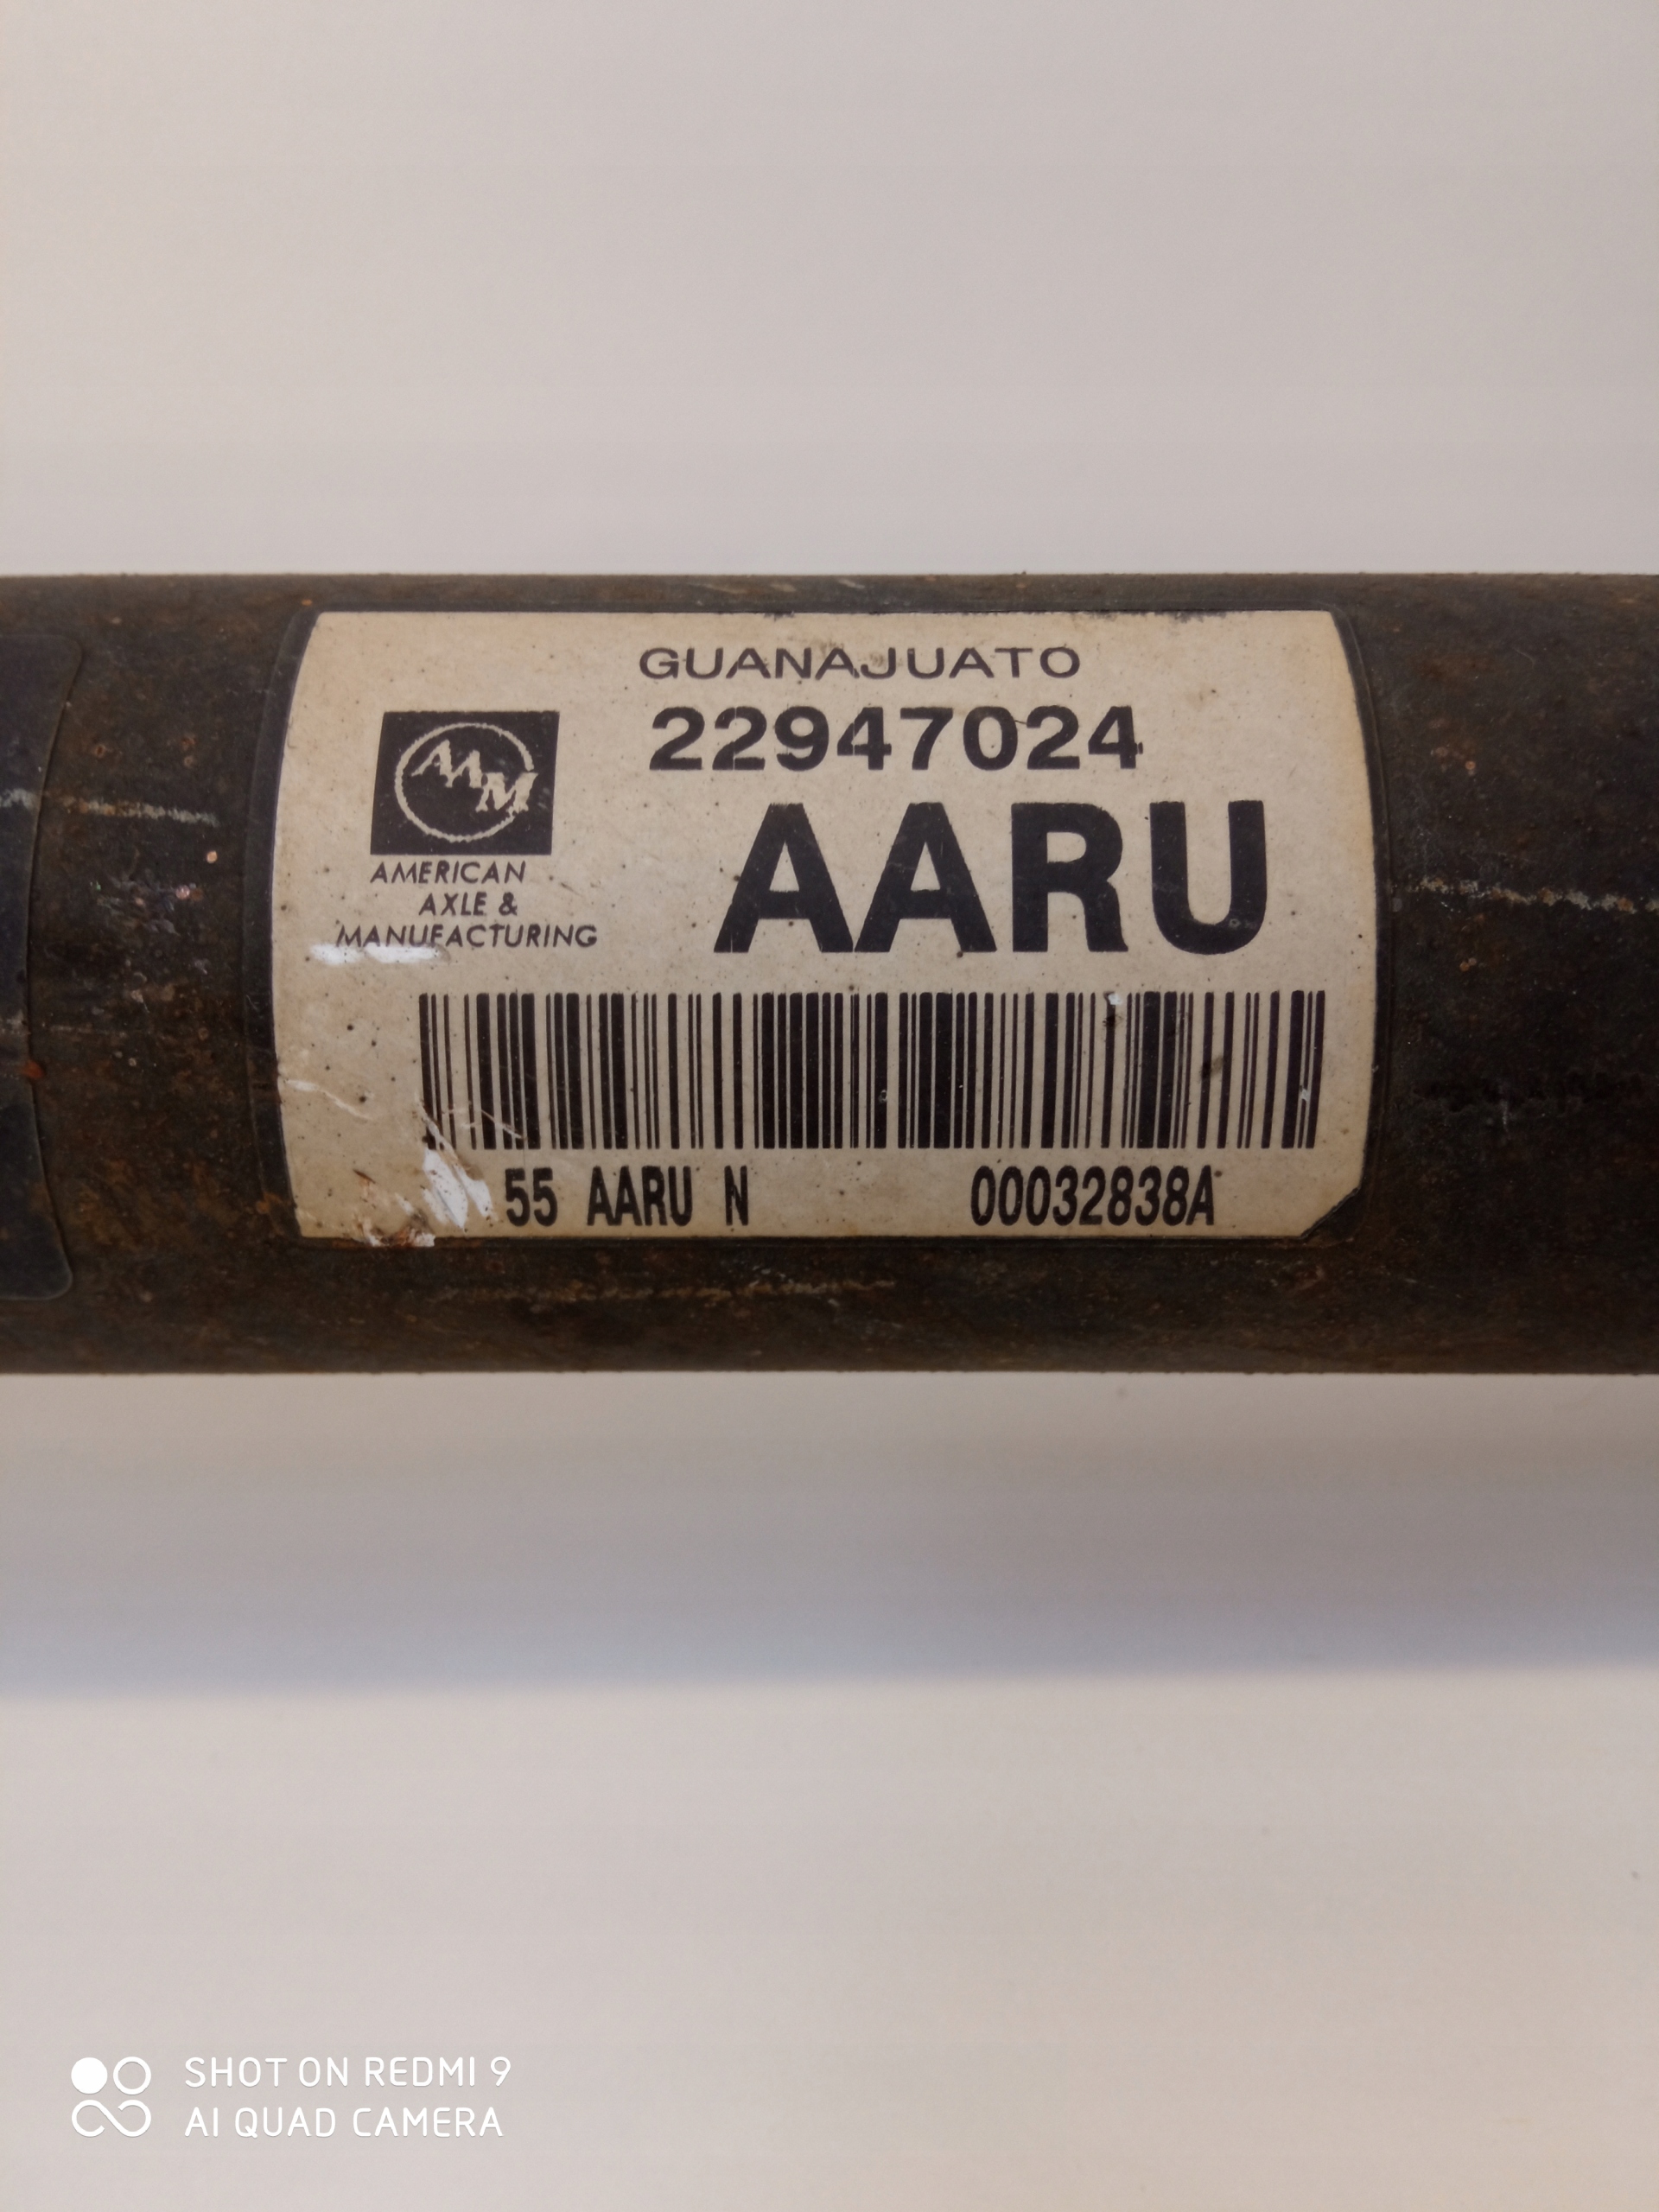 GUANAJUATO
22947024
AAM
AMERICAN
AXLE &
MANUFACTURING
AARU
55 AARU N 00032838A
SHOT ON REDMI 9
AI QUAD CAMERA